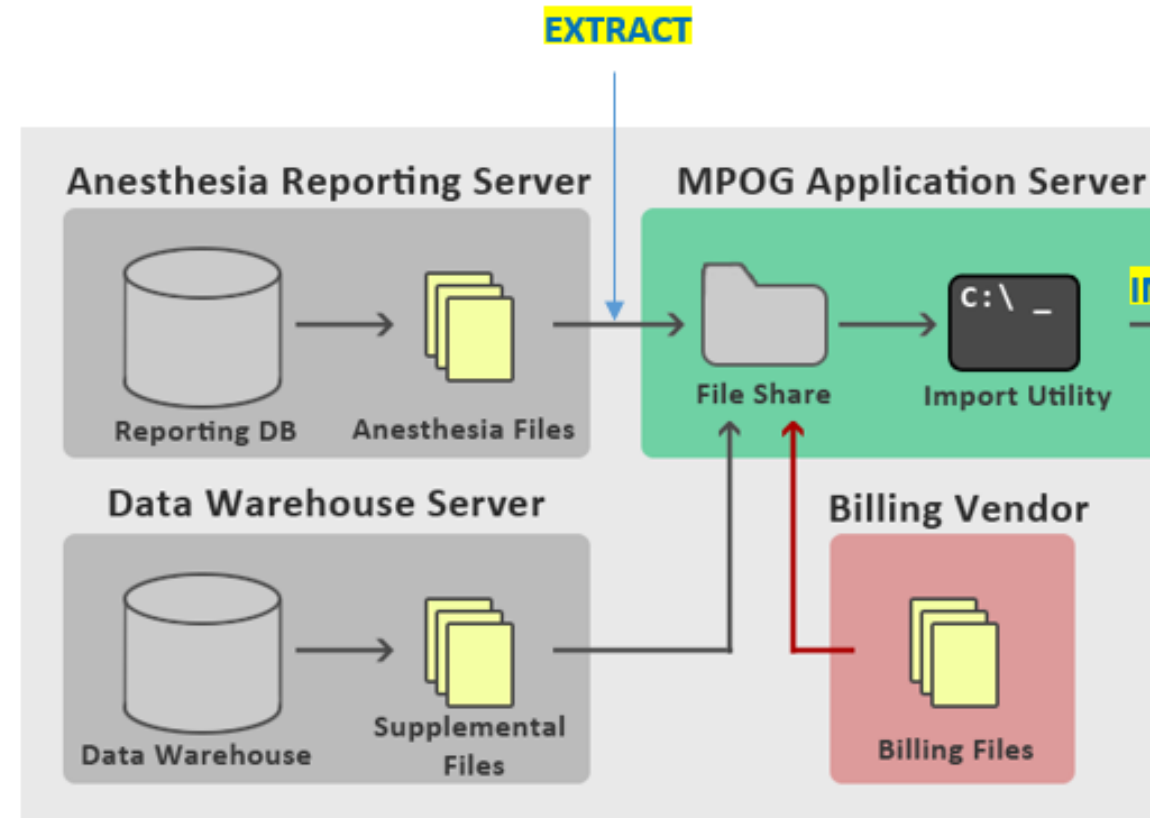 EXTRACT
Anesthesia Reporting Server
MPOG Application Server
C:\ _
Reporting DB
Anesthesia Files
File Share
Import Utility
Data Warehouse Server
Billing Vendor
Data Warehouse
Supplemental
Files
Billing Files